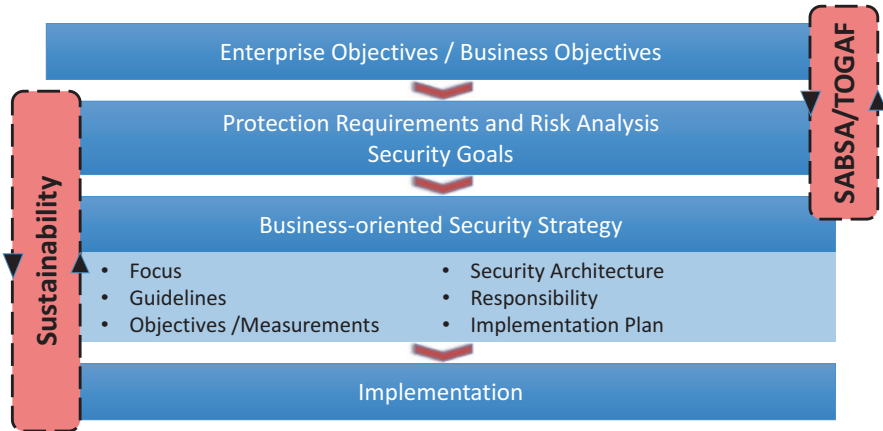 Enterprise Objectives / Business Objectives
SABSA/TOGAF
Protection Requirements and Risk Analysis
Security Goals
Sustainability
Business-oriented Security Strategy
• Focus
• Guidelines
• Objectives /Measurements
• Security Architecture
• Responsibility
• Implementation Plan
Implementation